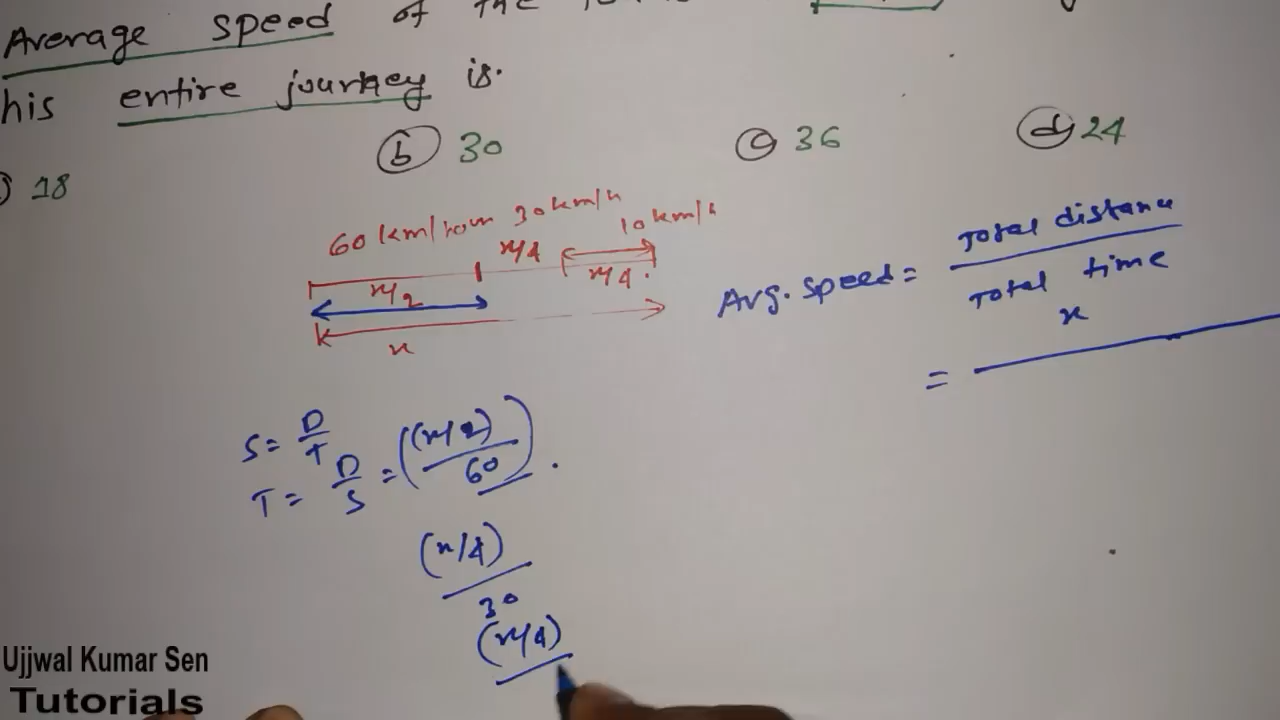 Average speed of the
his entire journey is.
18 (b) 30 (c) 36 (d) 24
60 km/hour 30 km/h 10 km/h
x/2 x/4 x/4
x
Avg. speed = Total distance
Total time
= x
S = D/T
T = D/S = ((x/2)/60).
(x/4)
30
(x/4)
Ujjwal Kumar Sen
Tutorials